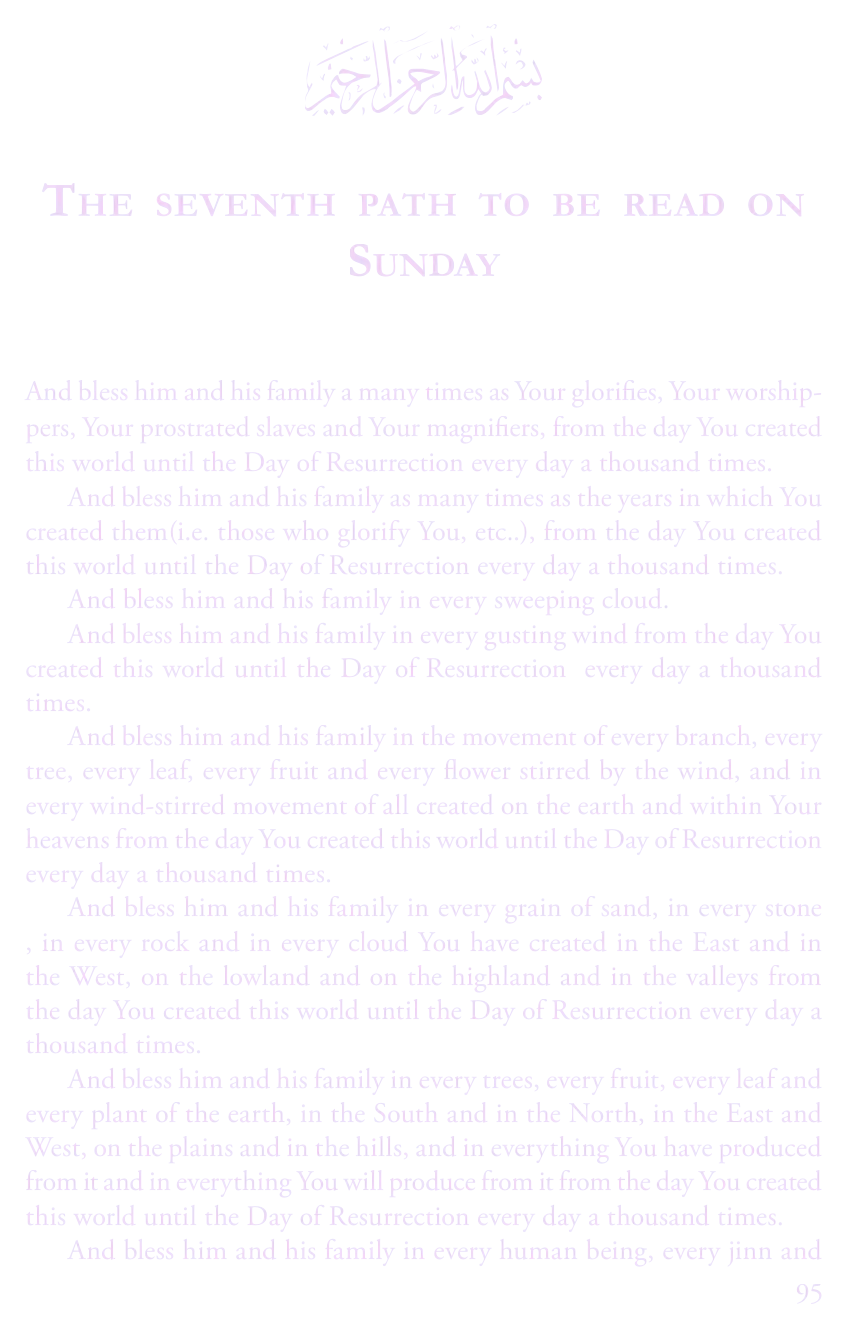 بسم الله الرحمن الرحيم
The seventh path to be read on
Sunday
And bless him and his family a many times as Your glorifies, Your worship-
pers, Your prostrated slaves and Your magnifiers, from the day You created
this world until the Day of Resurrection every day a thousand times.
And bless him and his family as many times as the years in which You
created them(i.e. those who glorify You, etc..), from the day You created
this world until the Day of Resurrection every day a thousand times.
And bless him and his family in every sweeping cloud.
And bless him and his family in every gusting wind from the day You
created this world until the Day of Resurrection every day a thousand
times.
And bless him and his family in the movement of every branch, every
tree, every leaf, every fruit and every flower stirred by the wind, and in
every wind-stirred movement of all created on the earth and within Your
heavens from the day You created this world until the Day of Resurrection
every day a thousand times.
And bless him and his family in every grain of sand, in every stone
, in every rock and in every cloud You have created in the East and in
the West, on the lowland and on the highland and in the valleys from
the day You created this world until the Day of Resurrection every day a
thousand times.
And bless him and his family in every trees, every fruit, every leaf and
every plant of the earth, in the South and in the North, in the East and
West, on the plains and in the hills, and in everything You have produced
from it and in everything You will produce from it from the day You created
this world until the Day of Resurrection every day a thousand times.
And bless him and his family in every human being, every jinn and
95